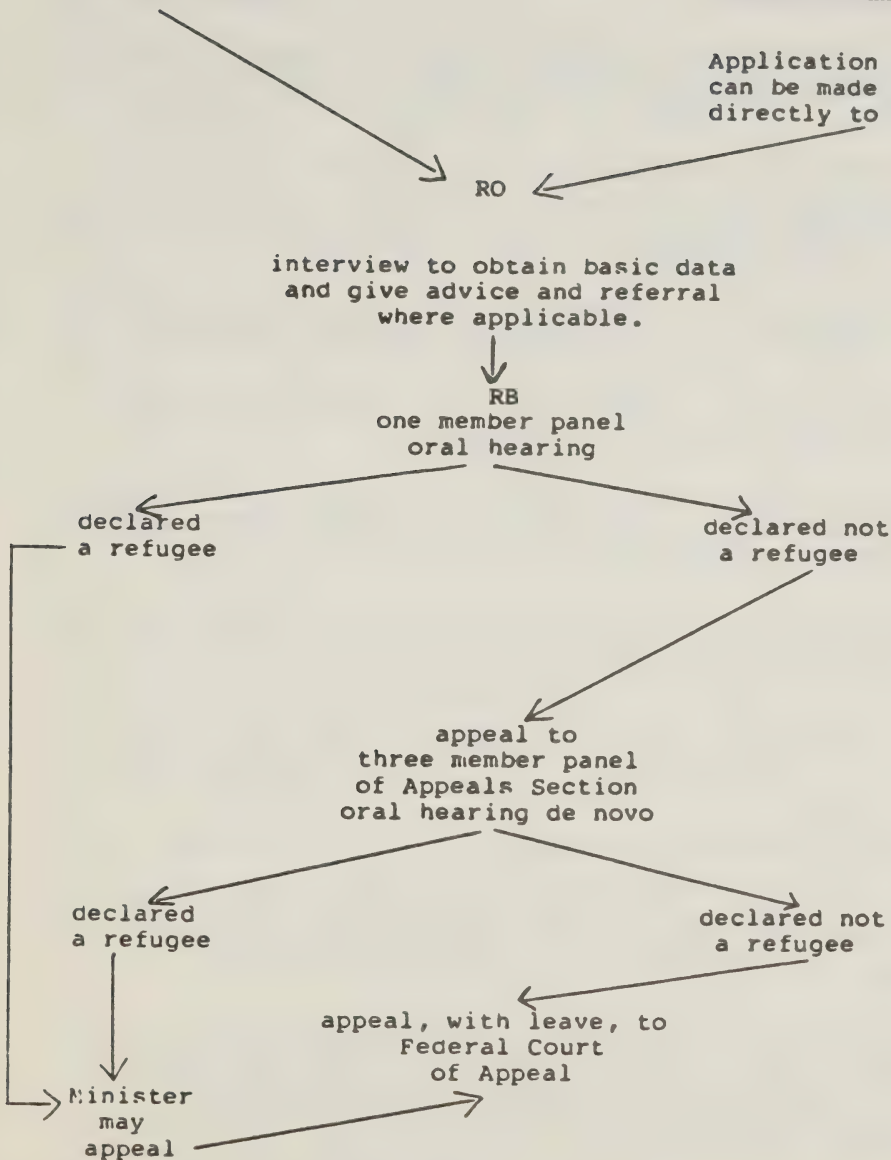 Application
can be made
directly to
RO
interview to obtain basic data
and give advice and referral
where applicable.
RB
one member panel
oral hearing
declared
a refugee
declared not
a refugee
appeal to
three member panel
of Appeals Section
oral hearing de novo
declared
a refugee
declared not
a refugee
appeal, with leave, to
Federal Court
of Appeal
Minister
may
appeal